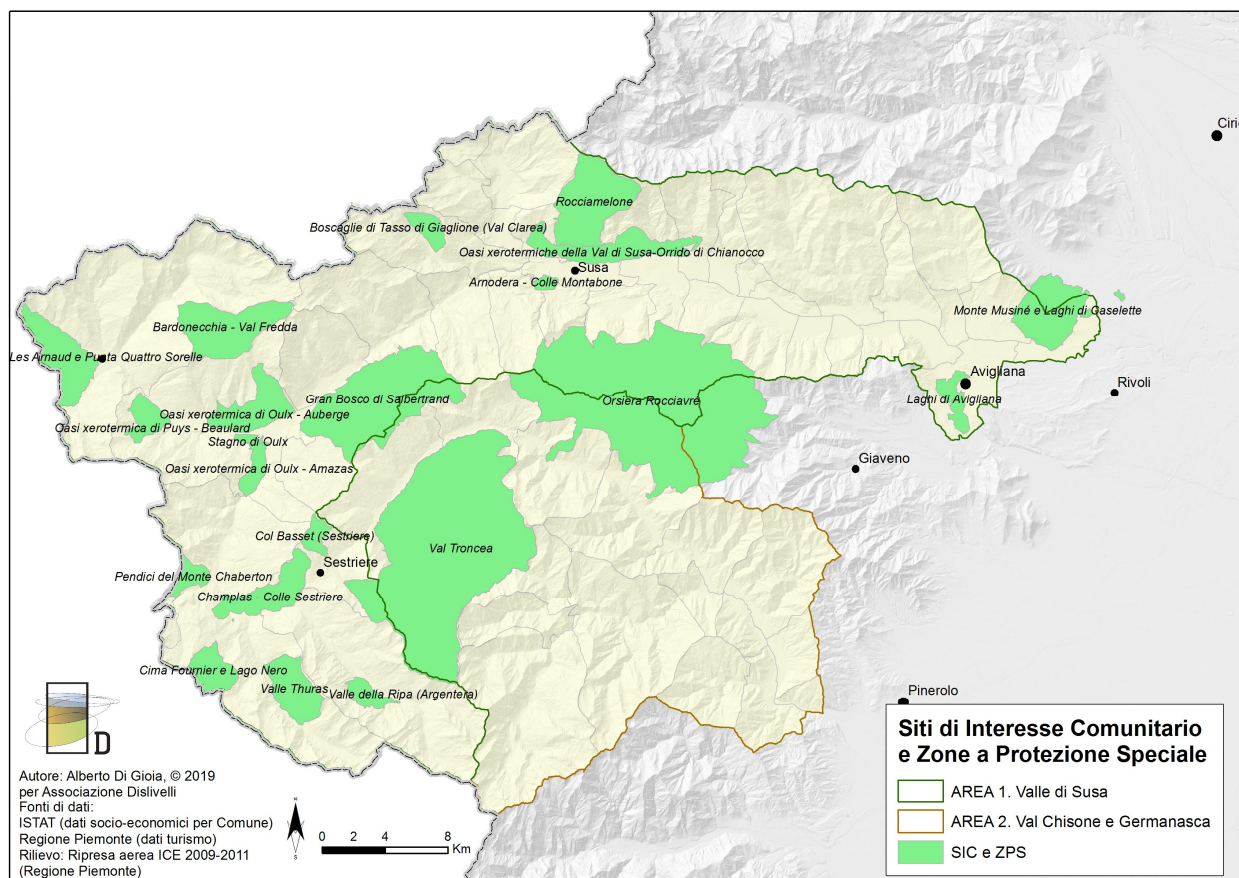 Cirié
Rocciamelone
Boscaglie di Tasso di Giaglione (Val Clarea)
Oasi xerotermiche della Val di Susa-Orrido di Chianocco
Susa
Arnodera - Colle Montabone
Monte Musiné e Laghi di Caselette
Bardonecchia - Val Fredda
Les Arnaud e Punta Quattro Sorelle
Avigliana
Rivoli
Laghi di Avigliana
Gran Bosco di Salbertrand
Orsiera Rocciavré
Oasi xerotermica di Oulx - Auberge
Oasi xerotermica di Puys - Beaulard
Stagno di Oulx
Giaveno
Oasi xerotermica di Oulx - Amazas
Col Basset (Sestriere)
Val Troncea
Sestriere
Pendici del Monte Chaberton
Champlas - Colle Sestriere
Cima Fournier e Lago Nero
Valle Thuras
Valle della Ripa (Argentera)
Pinerolo
Siti di Interesse Comunitario
e Zone a Protezione Speciale
AREA 1. Valle di Susa
AREA 2. Val Chisone e Germanasca
SIC e ZPS
D
Autore: Alberto Di Gioia, © 2019
per Associazione Dislivelli
Fonti di dati:
ISTAT (dati socio-economici per Comune)
Regione Piemonte (dati turismo)
Rilievo: Ripresa aerea ICE 2009-2011
(Regione Piemonte)
N
S
0 2 4 8
Km